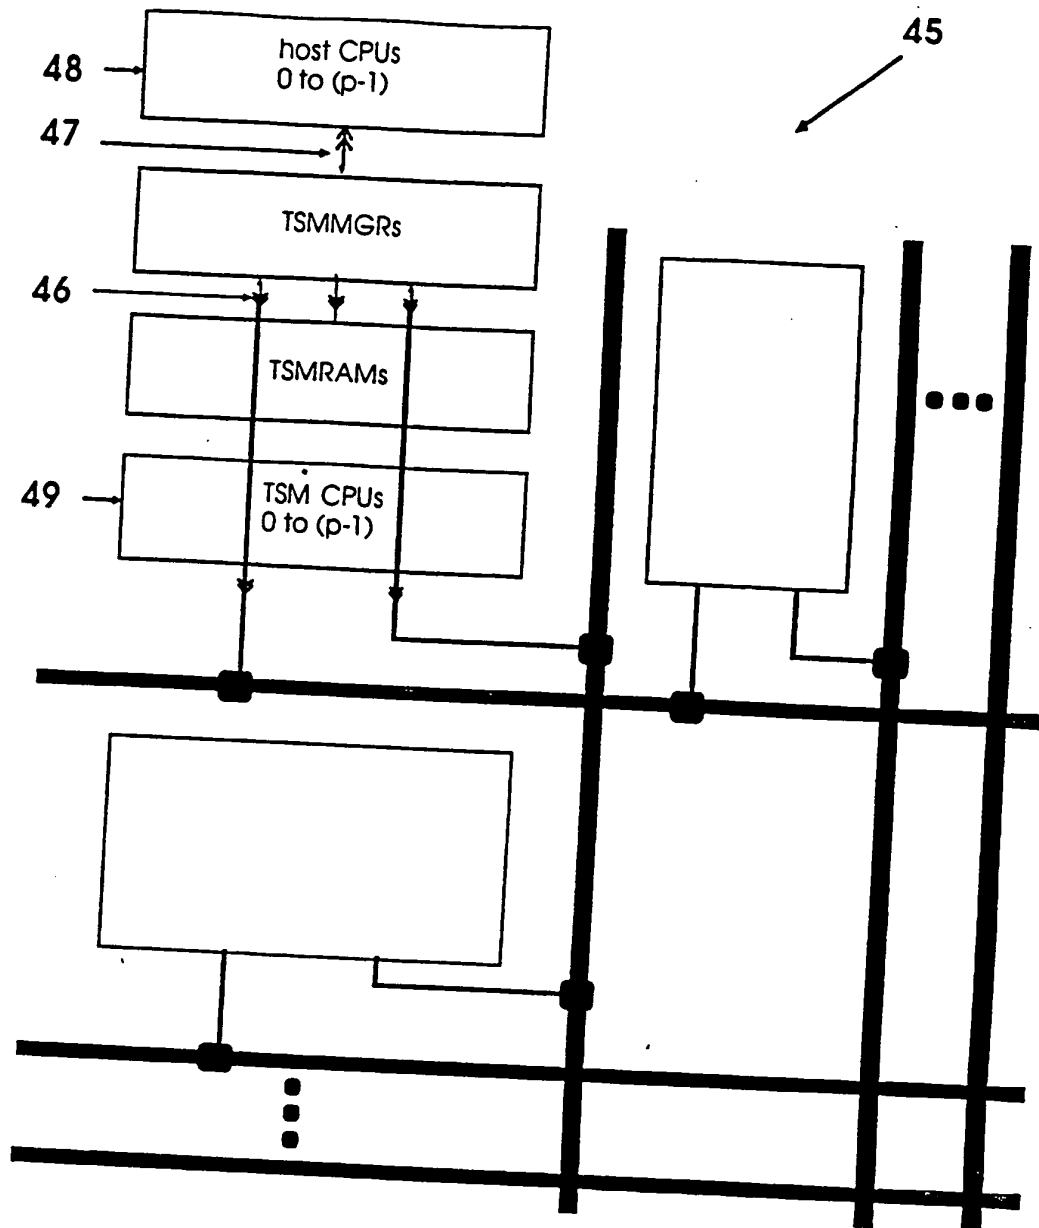 45
48
host CPUs
0 to (p-1)
47
TSMMGRs
46
TSMRAMs
49
TSM CPUs
0 to (p-1)